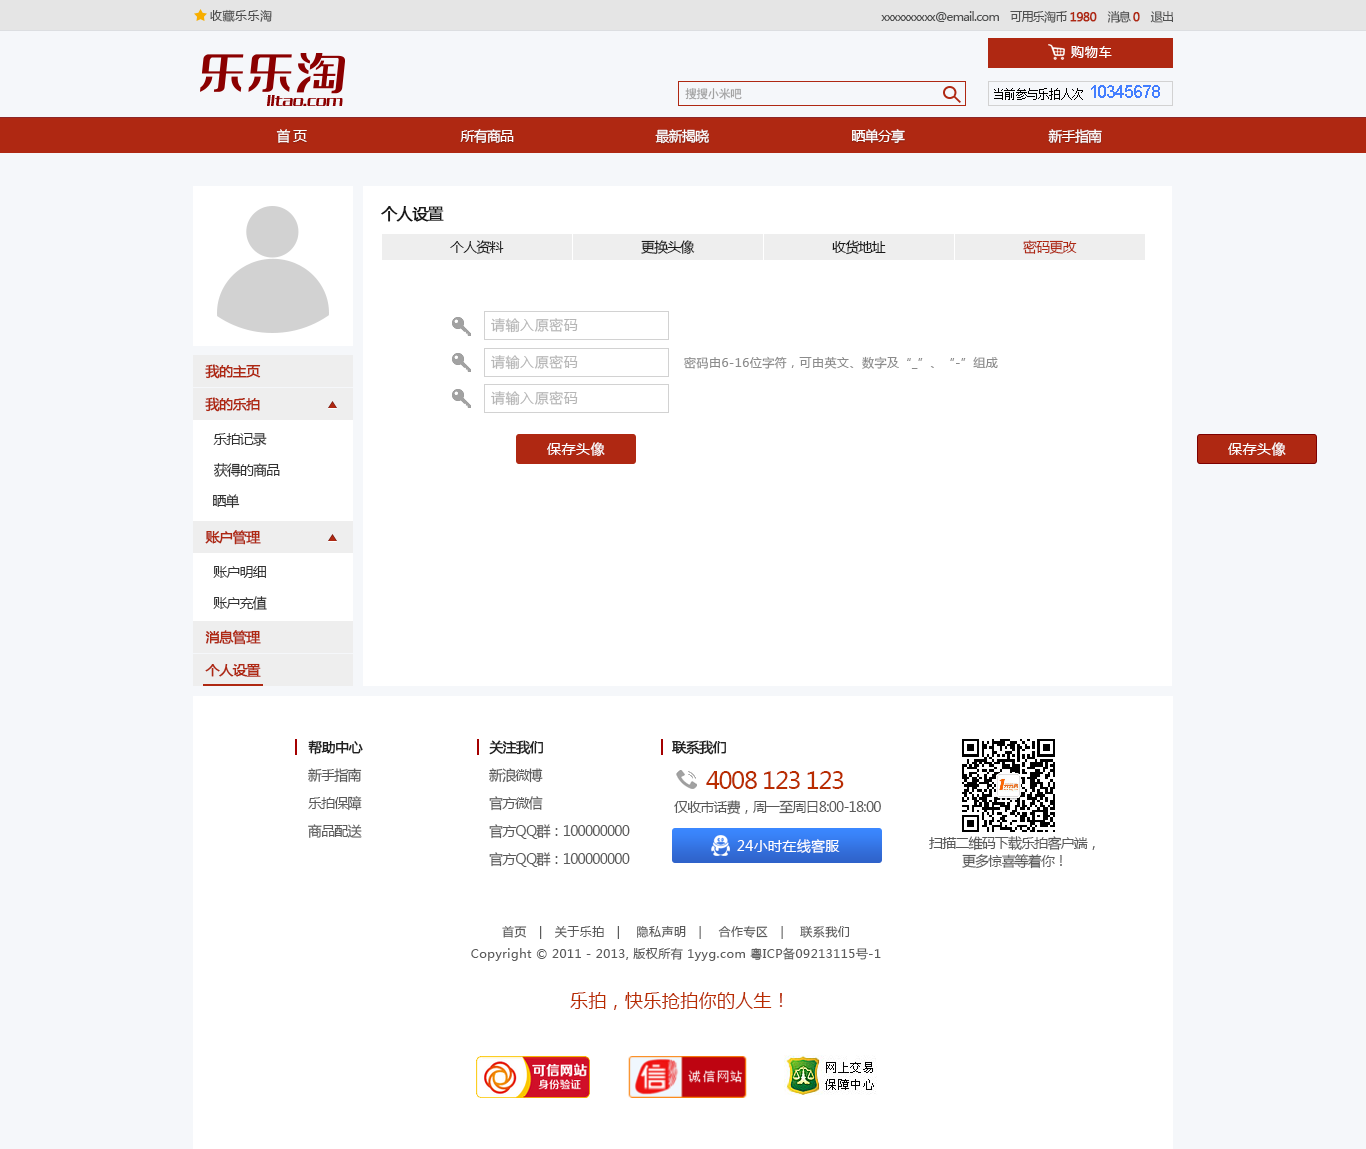 收藏乐乐淘
xxxxxxxxxx@email.com 可用乐淘币 1980 消息 0 退出
购物车
乐乐淘
lltao.com
搜搜小米吧
当前参与乐拍人次 10345678
首 页 所有商品 最新揭晓 晒单分享 新手指南
个人设置
个人资料 更换头像 收货地址 密码更改
请输入原密码
请输入原密码 密码由6-16位字符，可由英文、数字及“_”、“-”组成
请输入原密码
保存头像
保存头像
我的主页
我的乐拍
乐拍记录
获得的商品
晒单
账户管理
账户明细
账户充值
消息管理
个人设置
帮助中心
新手指南
乐拍保障
商品配送
关注我们
新浪微博
官方微信
官方QQ群：100000000
官方QQ群：100000000
联系我们
4008 123 123
仅收市话费，周一至周日8:00-18:00
24小时在线客服
扫描二维码下载乐拍客户端，
更多惊喜等着你！
首页 | 关于乐拍 | 隐私声明 | 合作专区 | 联系我们
Copyright © 2011 - 2013, 版权所有 1yyg.com 粤ICP备09213115号-1
乐拍，快乐抢拍你的人生！
可信网站
身份验证
信 诚信网站
网上交易
保障中心